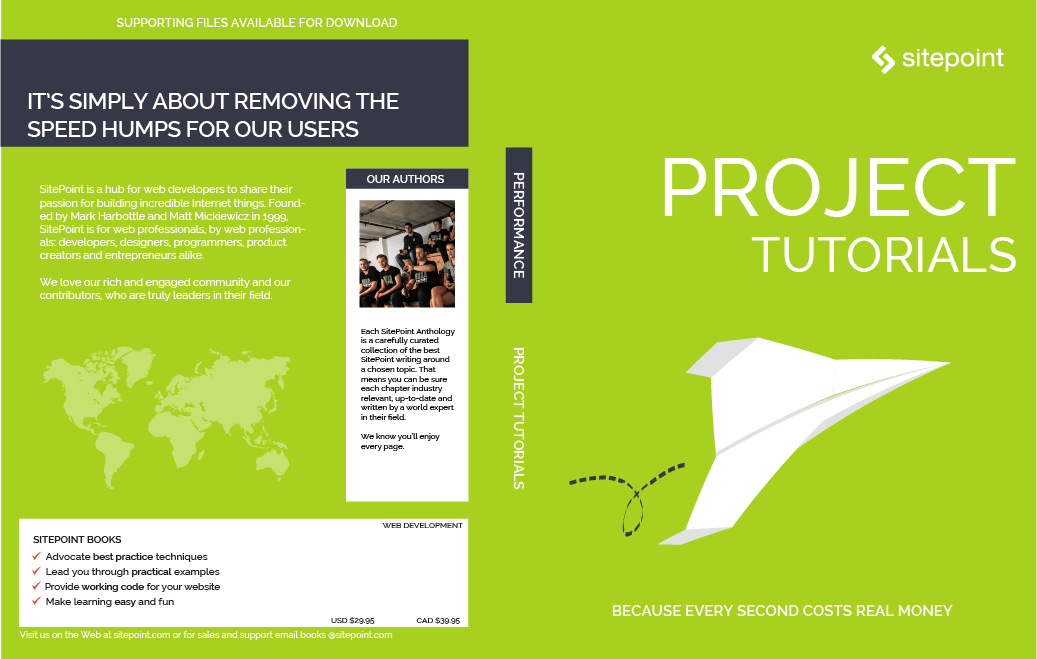 SUPPORTING FILES AVAILABLE FOR DOWNLOAD
IT'S SIMPLY ABOUT REMOVING THE
SPEED HUMPS FOR OUR USERS
SitePoint is a hub for web developers to share their
passion for building incredible Internet things. Found-
ed by Mark Harbottle and Matt Mickiewicz in 1999,
SitePoint is for web professionals, by web profession-
als: developers, designers, programmers, product
creators and entrepreneurs alike.
We love our rich and engaged community and our
contributors, who are truly leaders in their field.
OUR AUTHORS
Each SitePoint Anthology
is a carefully curated
collection of the best
SitePoint writing around
a chosen topic. That
means you can be sure
each chapter industry
relevant, up-to-date and
written by a world expert
in their field.
We know you'll enjoy
every page.
WEB DEVELOPMENT
SITEPOINT BOOKS
Advocate best practice techniques
Lead you through practical examples
Provide working code for your website
Make learning easy and fun
USD $29.95 CAD $39.95
Visit us on the Web at sitepoint.com or for sales and support email books @sitepoint.com
PERFORMANCE
PROJECT TUTORIALS
sitepoint
PROJECT
TUTORIALS
BECAUSE EVERY SECOND COSTS REAL MONEY